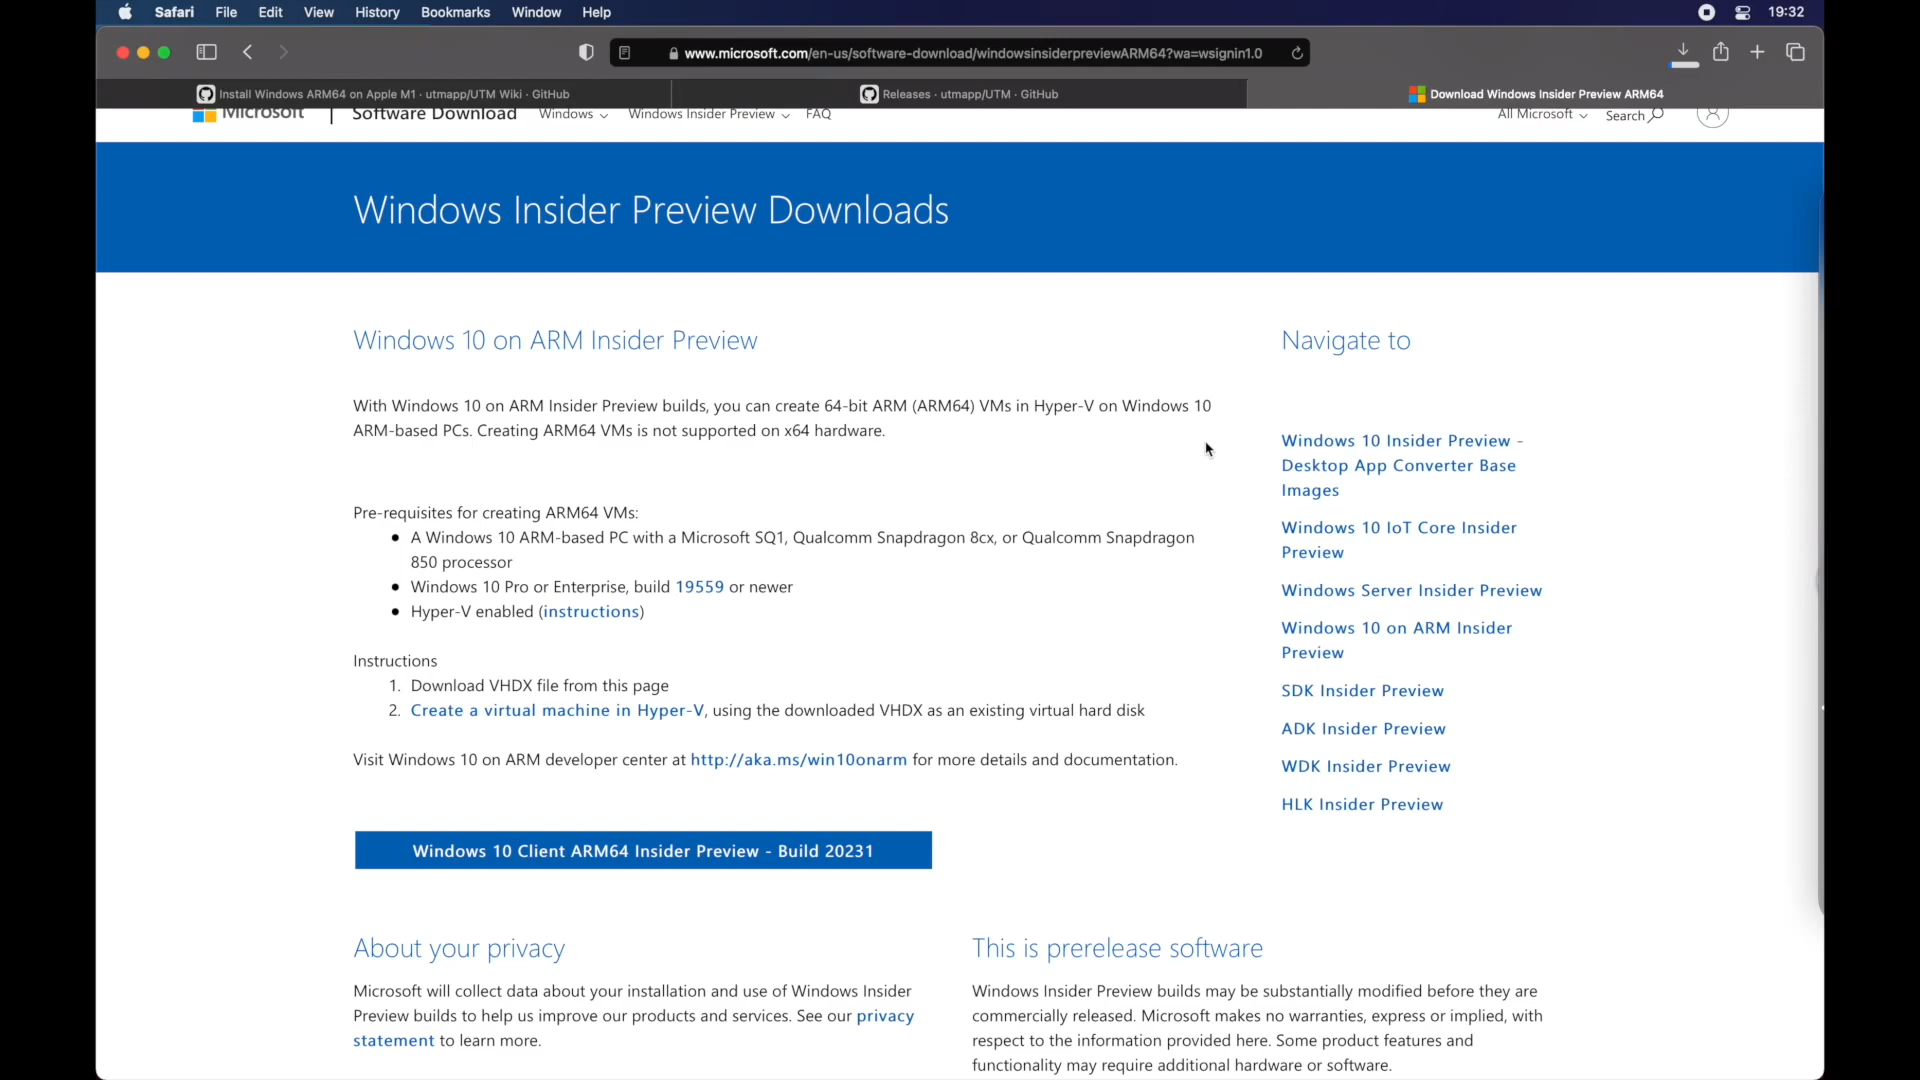 Safari File Edit View History Bookmarks Window Help 19:32
www.microsoft.com/en-us/software-download/windowsinsiderpreviewARM64?wa=wsignin1.0
Install Windows ARM64 on Apple M1 · utmapp/UTM Wiki · GitHub
Releases · utmapp/UTM · GitHub
Download Windows Insider Preview ARM64
Microsoft Software Download Windows Windows Insider Preview FAQ All Microsoft Search
Windows Insider Preview Downloads
Windows 10 on ARM Insider Preview
With Windows 10 on ARM Insider Preview builds, you can create 64-bit ARM (ARM64) VMs in Hyper-V on Windows 10
ARM-based PCs. Creating ARM64 VMs is not supported on x64 hardware.
Pre-requisites for creating ARM64 VMs:
• A Windows 10 ARM-based PC with a Microsoft SQ1, Qualcomm Snapdragon 8cx, or Qualcomm Snapdragon
850 processor
• Windows 10 Pro or Enterprise, build 19559 or newer
• Hyper-V enabled (instructions)
Instructions
1. Download VHDX file from this page
2. Create a virtual machine in Hyper-V, using the downloaded VHDX as an existing virtual hard disk
Visit Windows 10 on ARM developer center at http://aka.ms/win10onarm for more details and documentation.
Windows 10 Client ARM64 Insider Preview - Build 20231
Navigate to
Windows 10 Insider Preview -
Desktop App Converter Base
Images
Windows 10 IoT Core Insider
Preview
Windows Server Insider Preview
Windows 10 on ARM Insider
Preview
SDK Insider Preview
ADK Insider Preview
WDK Insider Preview
HLK Insider Preview
About your privacy
Microsoft will collect data about your installation and use of Windows Insider
Preview builds to help us improve our products and services. See our privacy
statement to learn more.
This is prerelease software
Windows Insider Preview builds may be substantially modified before they are
commercially released. Microsoft makes no warranties, express or implied, with
respect to the information provided here. Some product features and
functionality may require additional hardware or software.